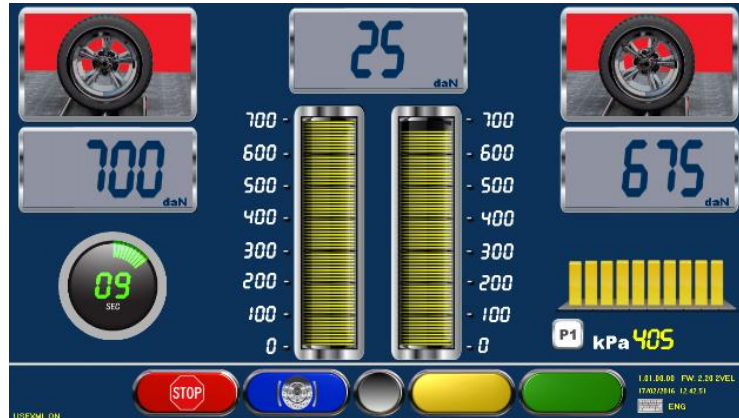 25
daN
700
daN
675
daN
700 - - 700
600 - - 600
500 - - 500
400 - - 400
300 - - 300
200 - - 200
100 - - 100
0 - - 0
09
SEC
P1 kPa 405
STOP
1.01.00.00 FW: 2.20 2VEL
17/02/2016 12.42.51
ENG
USEXML ON